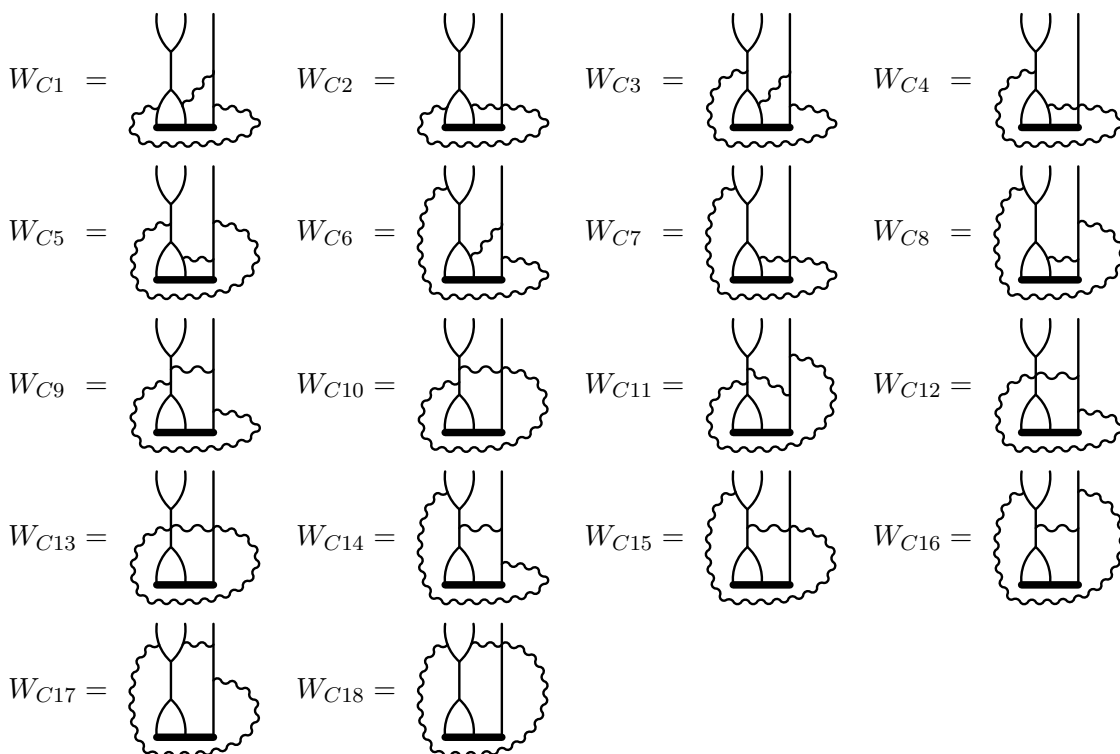 W_{C1} = W_{C2} = W_{C3} = W_{C4} =
W_{C5} = W_{C6} = W_{C7} = W_{C8} =
W_{C9} = W_{C10} = W_{C11} = W_{C12} =
W_{C13} = W_{C14} = W_{C15} = W_{C16} =
W_{C17} = W_{C18} =